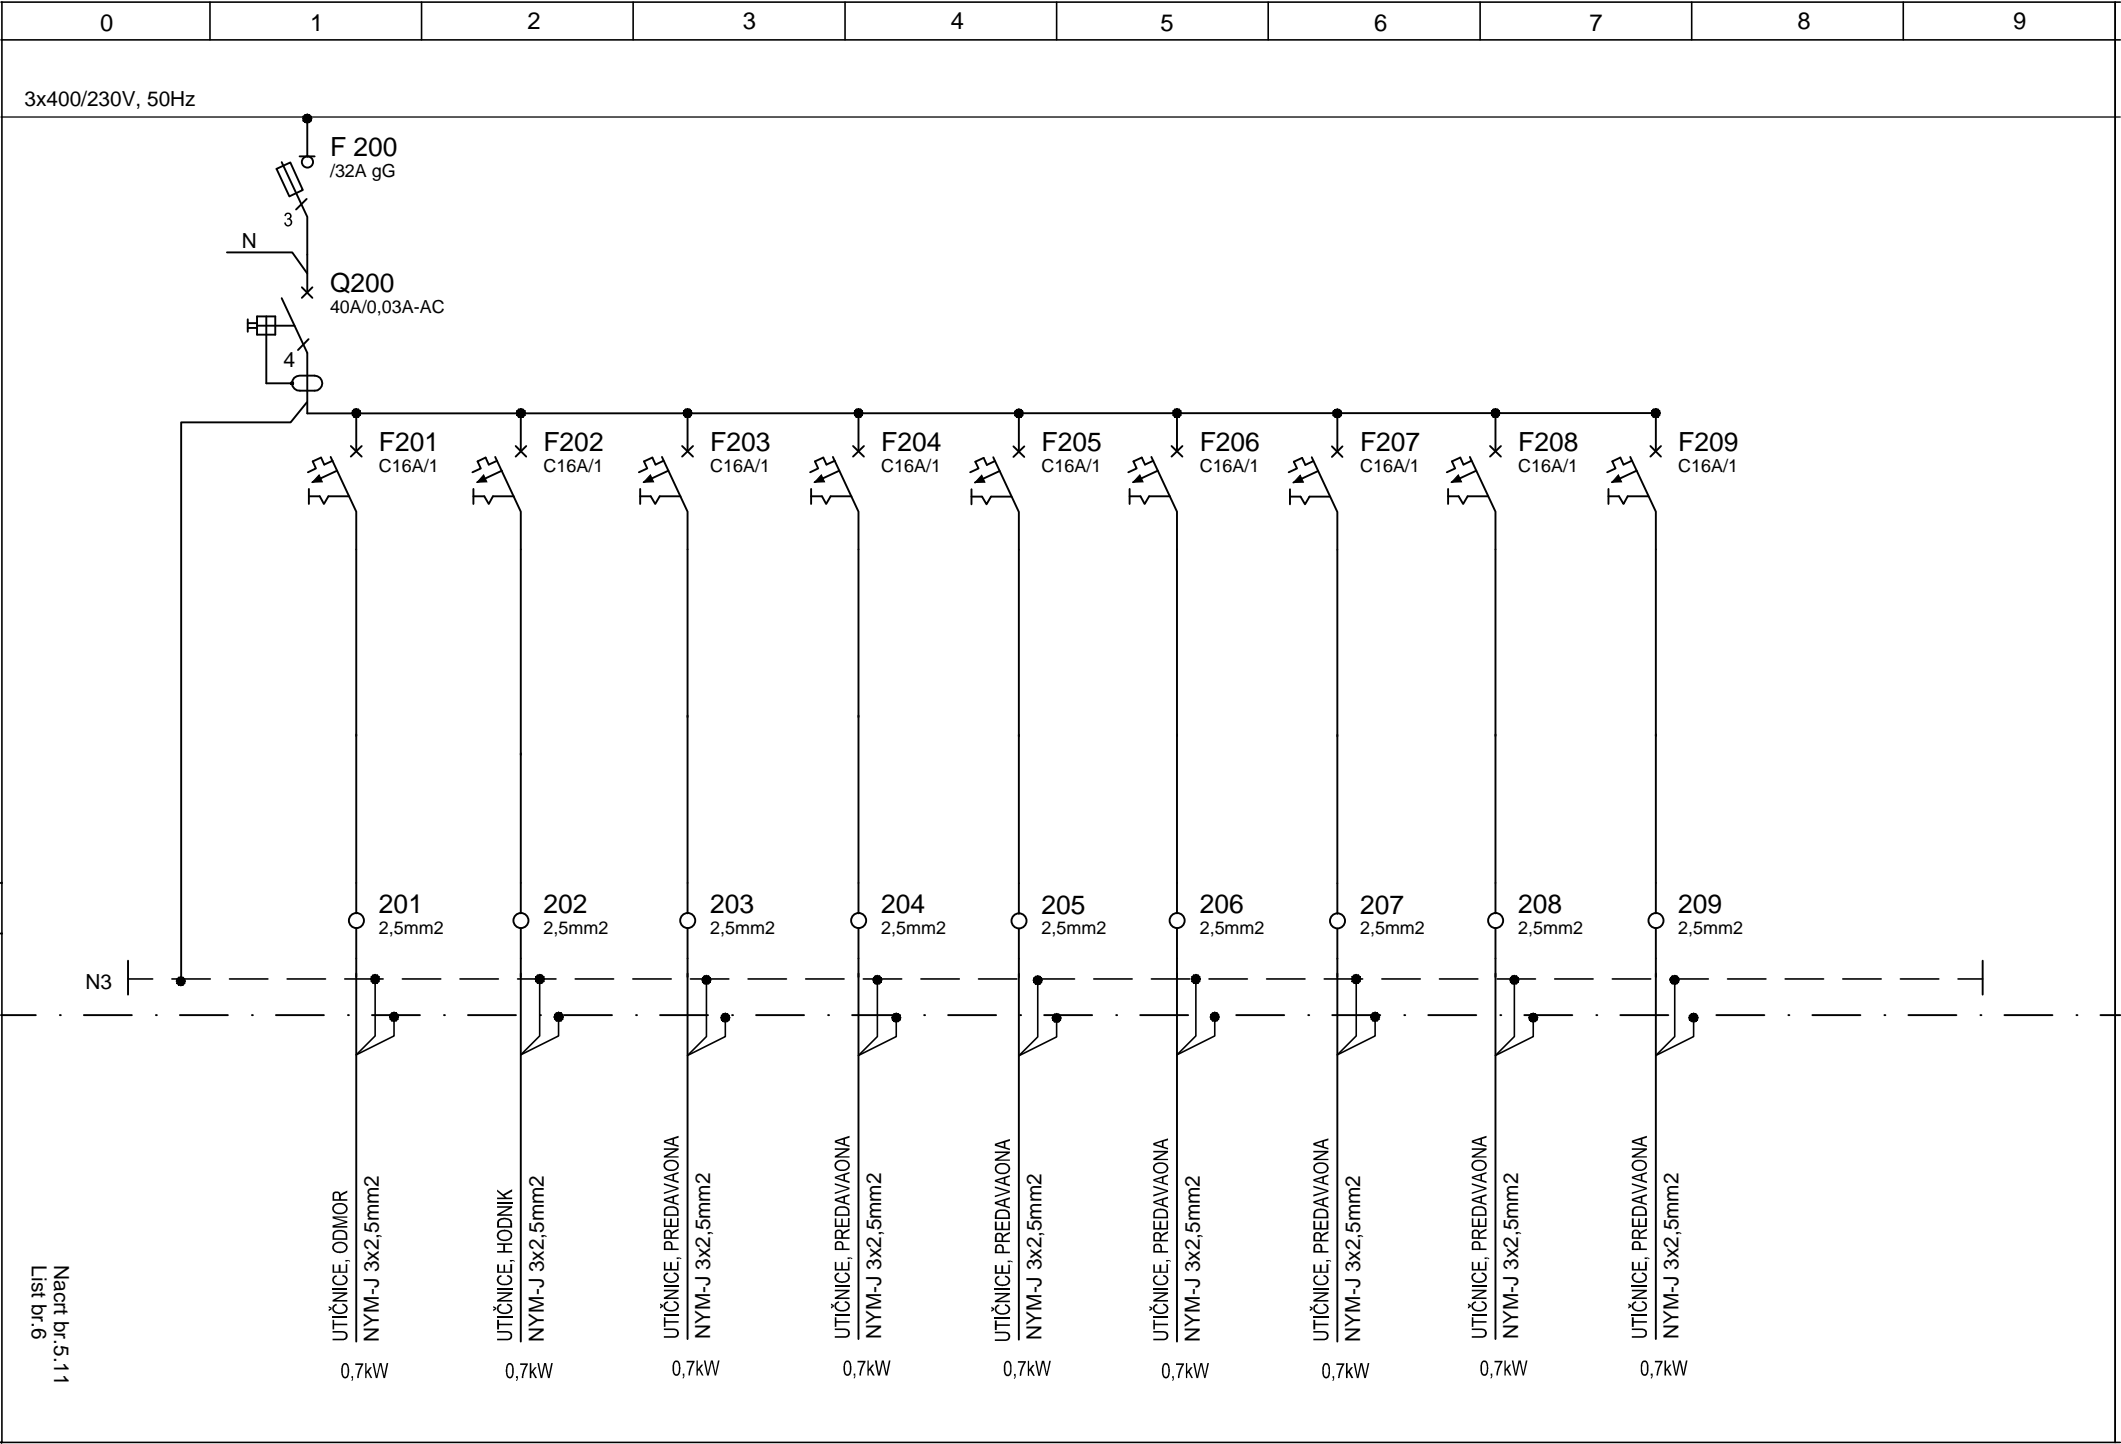 0 1 2 3 4 5 6 7 8 9
3x400/230V, 50Hz
F 200
/32A gG
3
N
Q200
40A/0,03A-AC
4
F201 F202 F203 F204 F205 F206 F207 F208 F209
C16A/1 C16A/1 C16A/1 C16A/1 C16A/1 C16A/1 C16A/1 C16A/1 C16A/1
201 202 203 204 205 206 207 208 209
2,5mm2 2,5mm2 2,5mm2 2,5mm2 2,5mm2 2,5mm2 2,5mm2 2,5mm2 2,5mm2
N3
UTIČNICE, ODMOR
NYM-J 3x2,5mm2
UTIČNICE, HODNIK
NYM-J 3x2,5mm2
UTIČNICE, PREDAVAONA
NYM-J 3x2,5mm2
UTIČNICE, PREDAVAONA
NYM-J 3x2,5mm2
UTIČNICE, PREDAVAONA
NYM-J 3x2,5mm2
UTIČNICE, PREDAVAONA
NYM-J 3x2,5mm2
UTIČNICE, PREDAVAONA
NYM-J 3x2,5mm2
UTIČNICE, PREDAVAONA
NYM-J 3x2,5mm2
UTIČNICE, PREDAVAONA
NYM-J 3x2,5mm2
0,7kW 0,7kW 0,7kW 0,7kW 0,7kW 0,7kW 0,7kW 0,7kW 0,7kW
Nacrt br.5.11
List br.6